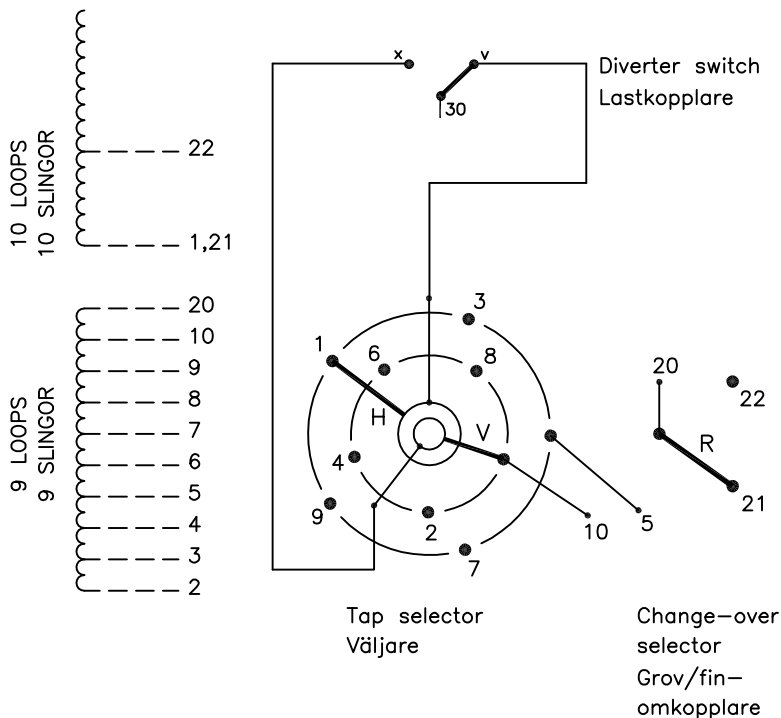 x
v
30
Diverter switch
Lastkopplare
10 LOOPS
10 SLINGOR
22
1,21
20
10
9
8
7
6
5
4
3
2
9 LOOPS
9 SLINGOR
3
1
6
8
H
V
4
9
2
7
10
5
20
22
R
21
Tap selector
Väljare
Change-over
selector
Grov/fin-
omkopplare